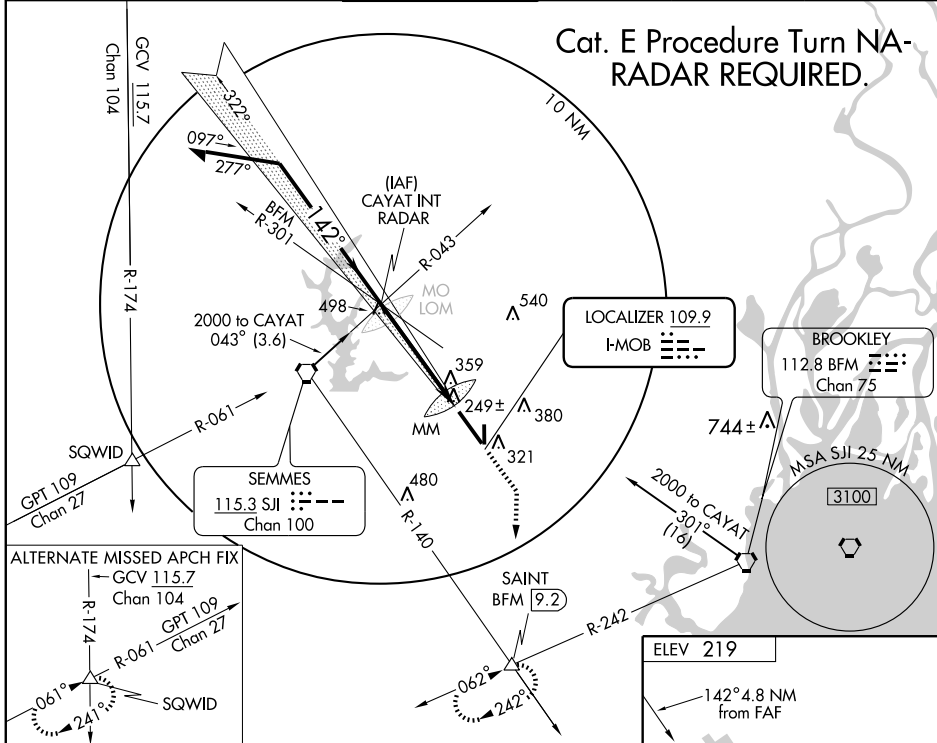 Cat. E Procedure Turn NA-
RADAR REQUIRED.
GCV 115.7
Chan 104
R-174
10 NM
322°
097°
277°
142°
BFM
R-301
(IAF)
CAYAT INT
RADAR
R-043
MO
LOM
498
2000 to CAYAT
043° (3.6)
540
LOCALIZER 109.9
I-MOB
BROOKLEY
112.8 BFM
Chan 75
359
249±
380
MM
321
744±
R-061
SQWID
GPT 109
Chan 27
SEMMES
115.3 SJI
Chan 100
480
R-140
MSA SJI 25 NM
3100
2000 to CAYAT
301°
(16)
ALTERNATE MISSED APCH FIX
GCV 115.7
Chan 104
R-174
GPT 109
R-061
Chan 27
061°
241°
SQWID
SAINT
BFM 9.2
R-242
062°
242°
ELEV 219
142° 4.8 NM
from FAF